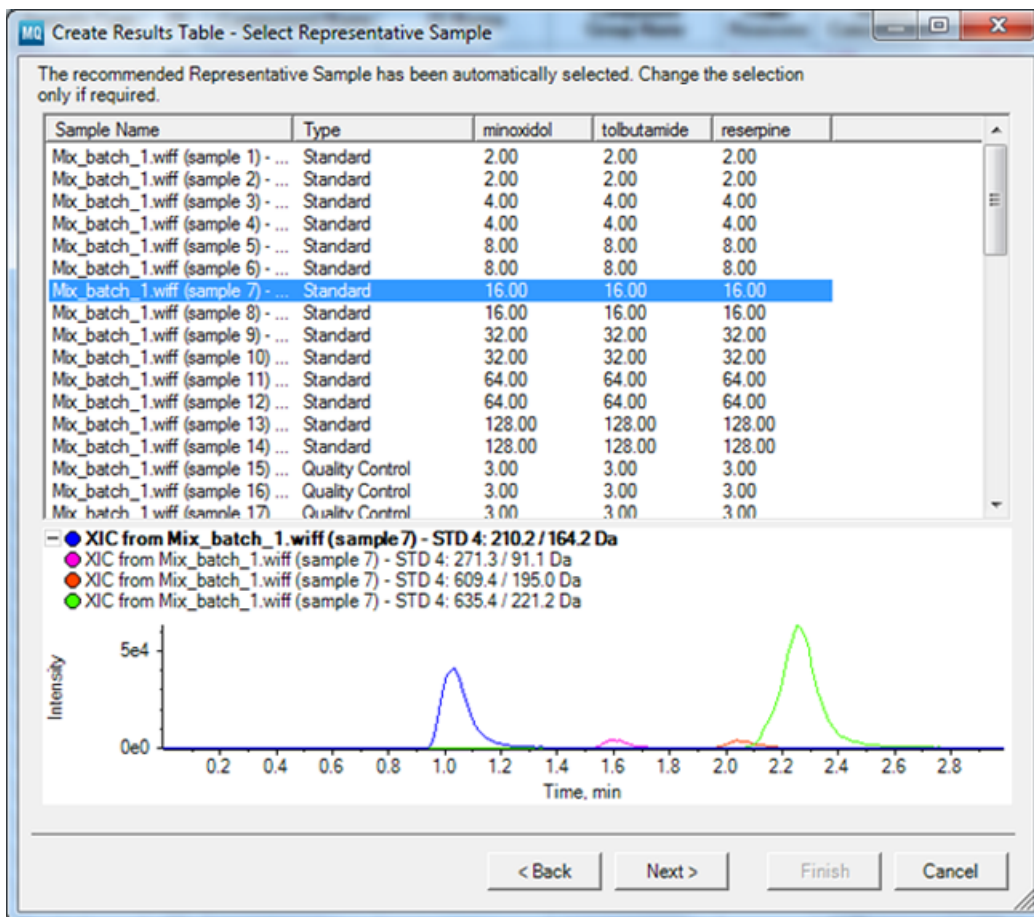 MQ Create Results Table - Select Representative Sample
The recommended Representative Sample has been automatically selected. Change the selection
only if required.
Sample Name Type minoxidol tolbutamide reserpine
Mix_batch_1.wiff (sample 1) - ... Standard 2.00 2.00 2.00
Mix_batch_1.wiff (sample 2) - ... Standard 2.00 2.00 2.00
Mix_batch_1.wiff (sample 3) - ... Standard 4.00 4.00 4.00
Mix_batch_1.wiff (sample 4) - ... Standard 4.00 4.00 4.00
Mix_batch_1.wiff (sample 5) - ... Standard 8.00 8.00 8.00
Mix_batch_1.wiff (sample 6) - ... Standard 8.00 8.00 8.00
Mix_batch_1.wiff (sample 7) - ... Standard 16.00 16.00 16.00
Mix_batch_1.wiff (sample 8) - ... Standard 16.00 16.00 16.00
Mix_batch_1.wiff (sample 9) - ... Standard 32.00 32.00 32.00
Mix_batch_1.wiff (sample 10) ... Standard 32.00 32.00 32.00
Mix_batch_1.wiff (sample 11) ... Standard 64.00 64.00 64.00
Mix_batch_1.wiff (sample 12) ... Standard 64.00 64.00 64.00
Mix_batch_1.wiff (sample 13) ... Standard 128.00 128.00 128.00
Mix_batch_1.wiff (sample 14) ... Standard 128.00 128.00 128.00
Mix_batch_1.wiff (sample 15) ... Quality Control 3.00 3.00 3.00
Mix_batch_1.wiff (sample 16) ... Quality Control 3.00 3.00 3.00
Mix_batch_1.wiff (sample 17) ... Quality Control 3.00 3.00 3.00
XIC from Mix_batch_1.wiff (sample 7) - STD 4: 210.2 / 164.2 Da
XIC from Mix_batch_1.wiff (sample 7) - STD 4: 271.3 / 91.1 Da
XIC from Mix_batch_1.wiff (sample 7) - STD 4: 609.4 / 195.0 Da
XIC from Mix_batch_1.wiff (sample 7) - STD 4: 635.4 / 221.2 Da
5e4
Intensity
0e0
0.2 0.4 0.6 0.8 1.0 1.2 1.4 1.6 1.8 2.0 2.2 2.4 2.6 2.8
Time, min
< Back Next > Finish Cancel